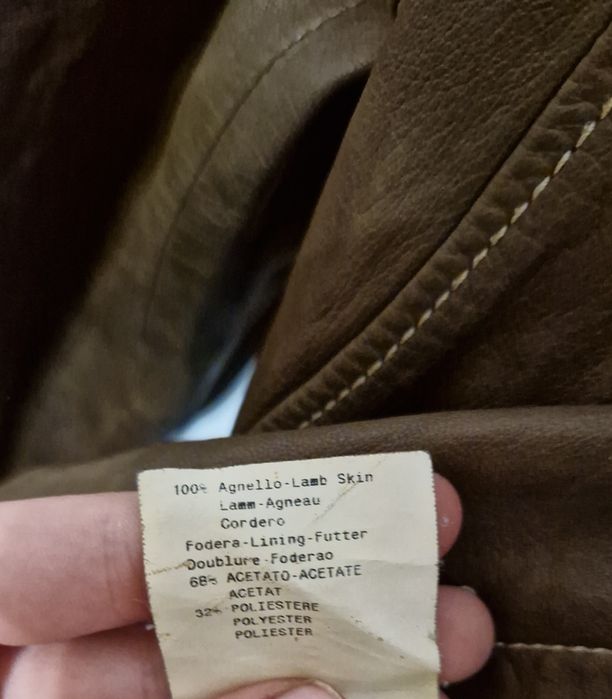 100% Agnello-Lamb Skin
Lamm-Agneau
Cordero
Fodera-Lining-Futter
Doublure-Foderao
68% ACETATO-ACETATE
ACETAT
32% POLIESTERE
POLYESTER
POLIESTER